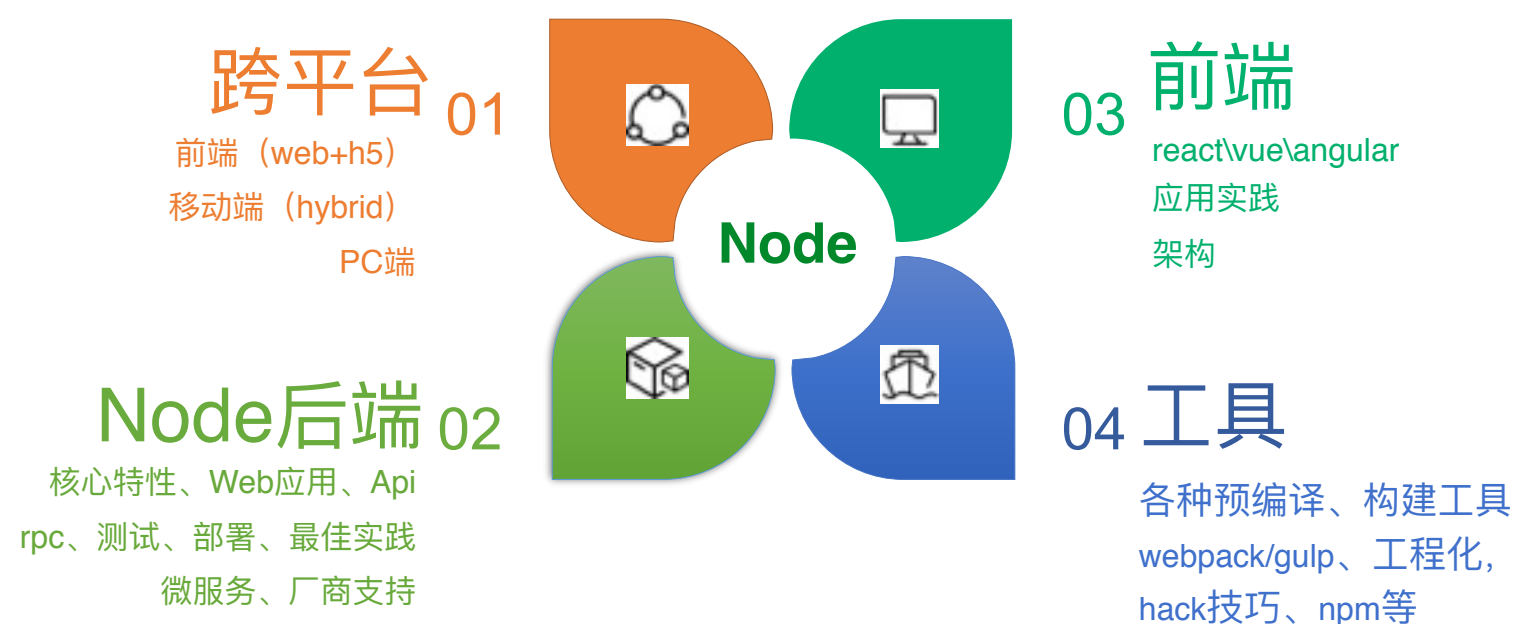 跨平台 01
前端（web+h5）
移动端（hybrid）
PC端
Node后端 02
核心特性、Web应用、Api
rpc、测试、部署、最佳实践
微服务、厂商支持
Node
03 前端
react\vue\angular
应用实践
架构
04 工具
各种预编译、构建工具
webpack/gulp、工程化,
hack技巧、npm等